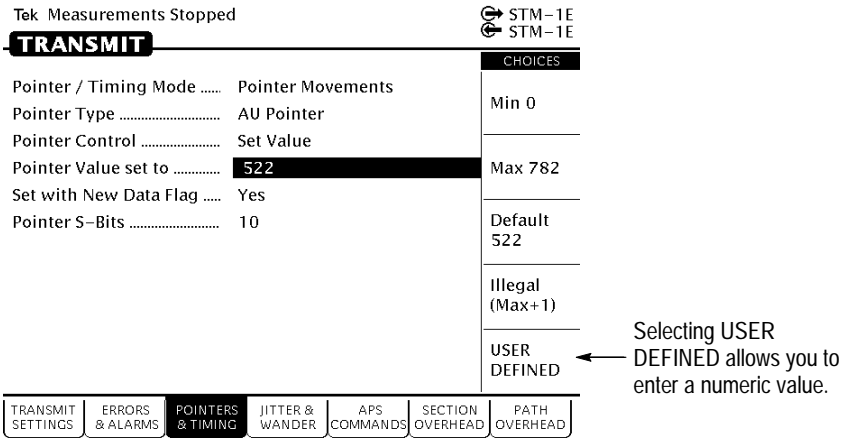 Tek Measurements Stopped
STM–1E
STM–1E
TRANSMIT
CHOICES
Pointer / Timing Mode ...... Pointer Movements
Pointer Type ........................... AU Pointer
Pointer Control ..................... Set Value
Pointer Value set to ............ 522
Set with New Data Flag ..... Yes
Pointer S–Bits ........................ 10
Min 0
Max 782
Default
522
Illegal
(Max+1)
USER
DEFINED
Selecting USER
DEFINED allows you to
enter a numeric value.
TRANSMIT
SETTINGS
ERRORS
& ALARMS
POINTERS
& TIMING
JITTER &
WANDER
APS
COMMANDS
SECTION
OVERHEAD
PATH
OVERHEAD